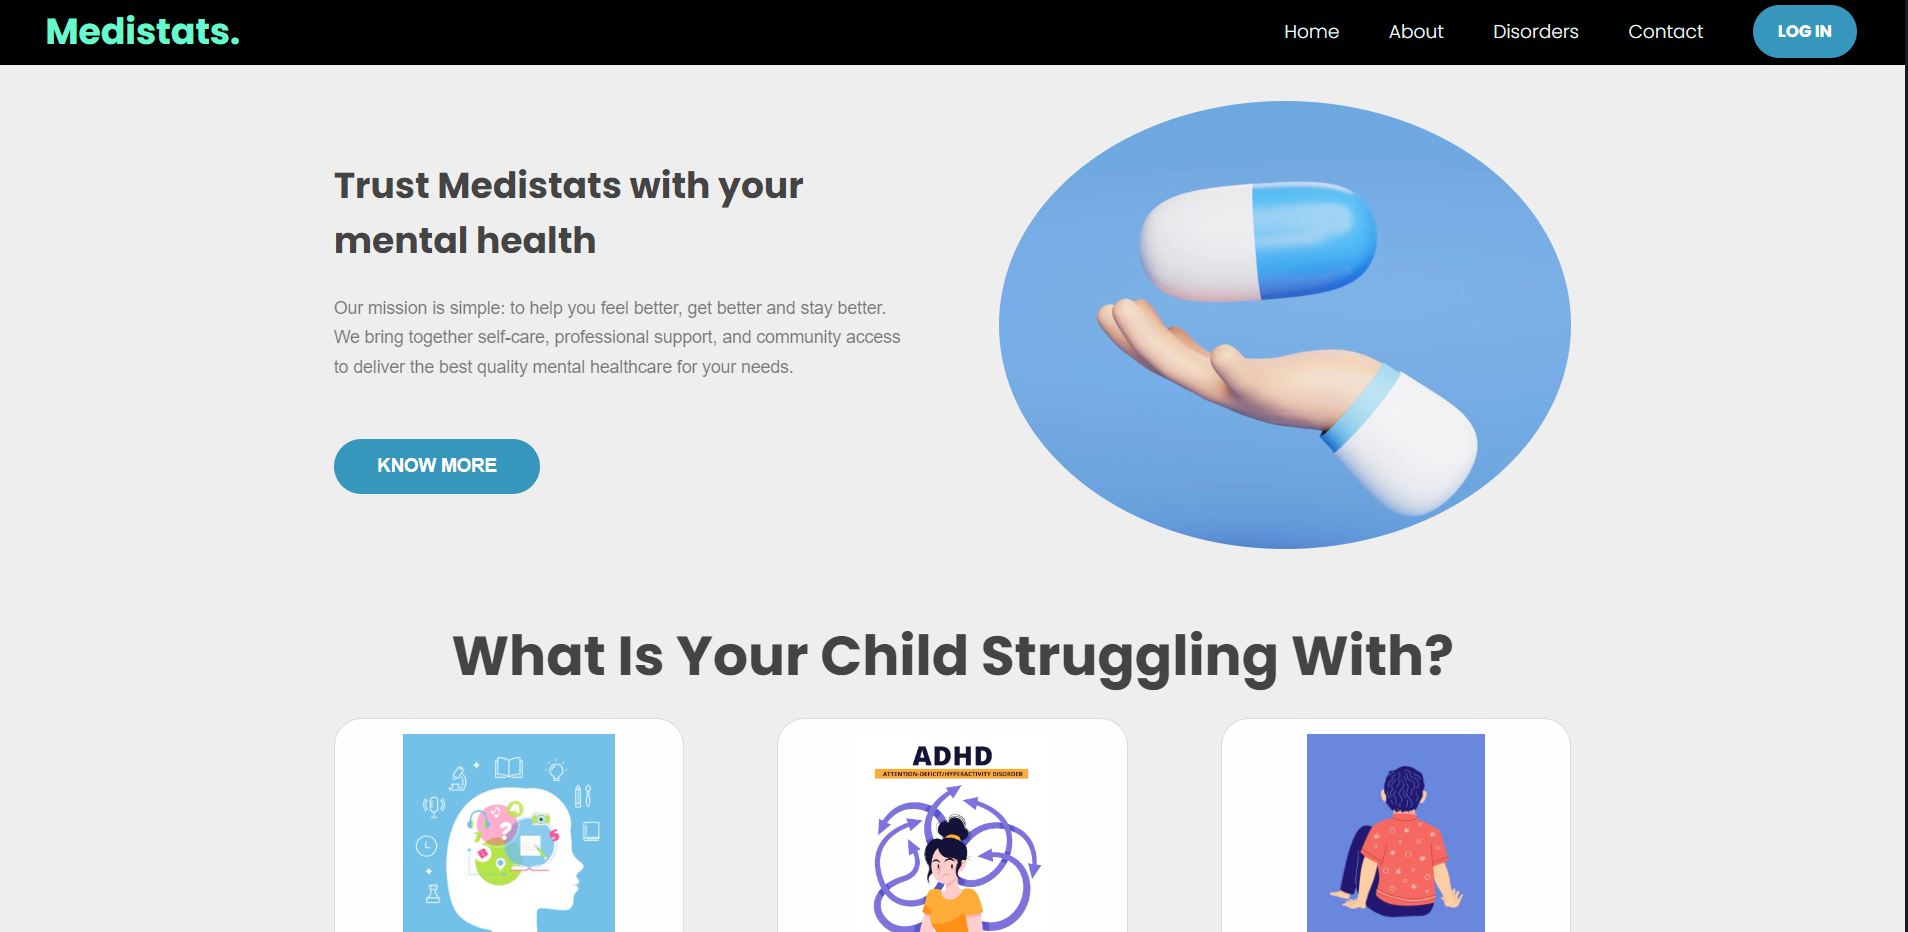 Medistats.
Home
About
Disorders
Contact
LOG IN
Trust Medistats with your
mental health
Our mission is simple: to help you feel better, get better and stay better.
We bring together self-care, professional support, and community access
to deliver the best quality mental healthcare for your needs.
KNOW MORE
What Is Your Child Struggling With?
ADHD
ATTENTION-DEFICIT/HYPERACTIVITY DISORDER